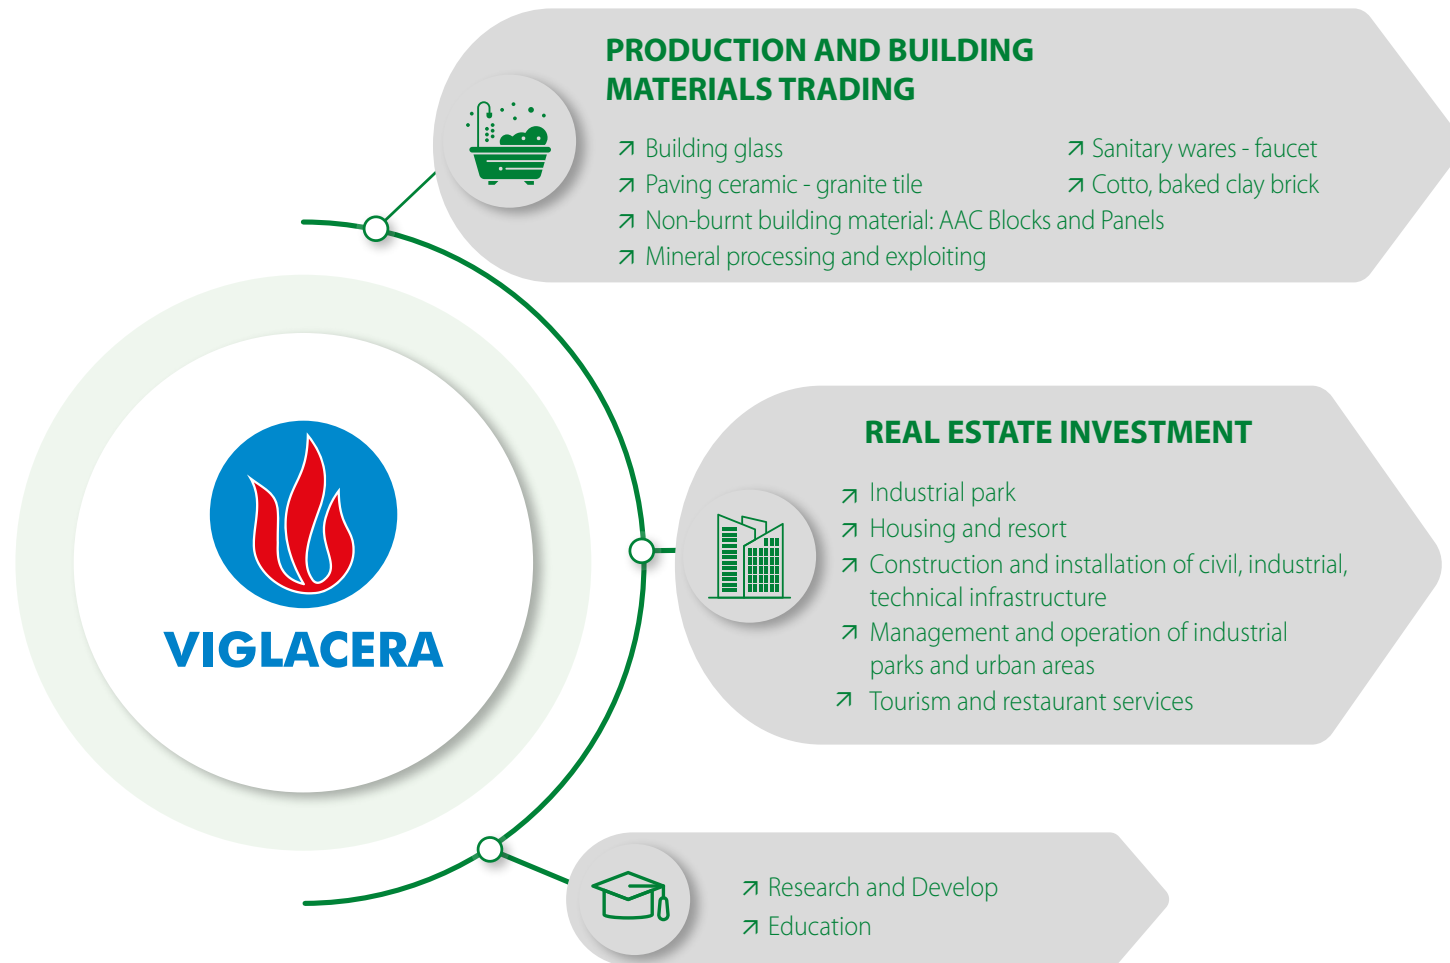 PRODUCTION AND BUILDING
MATERIALS TRADING
Building glass
Sanitary wares - faucet
Paving ceramic - granite tile
Cotto, baked clay brick
Non-burnt building material: AAC Blocks and Panels
Mineral processing and exploiting
VIGLACERA
REAL ESTATE INVESTMENT
Industrial park
Housing and resort
Construction and installation of civil, industrial,
technical infrastructure
Management and operation of industrial
parks and urban areas
Tourism and restaurant services
Research and Develop
Education